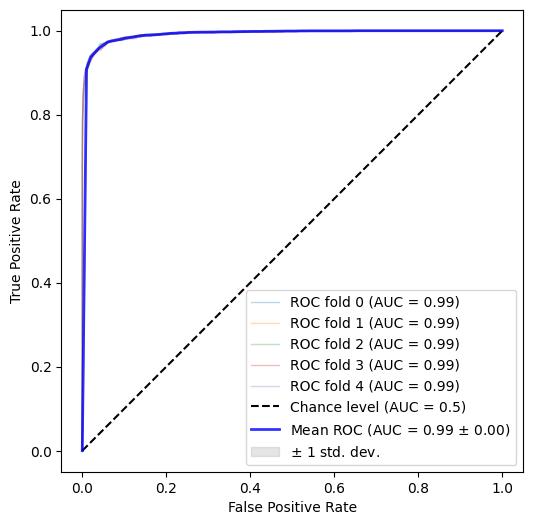 True Positive Rate
1.0
0.8
0.6
0.4
0.2
0.0
ROC fold 0 (AUC = 0.99)
ROC fold 1 (AUC = 0.99)
ROC fold 2 (AUC = 0.99)
ROC fold 3 (AUC = 0.99)
ROC fold 4 (AUC = 0.99)
Chance level (AUC = 0.5)
Mean ROC (AUC = 0.99 ± 0.00)
± 1 std. dev.
0.0 0.2 0.4 0.6 0.8 1.0
False Positive Rate